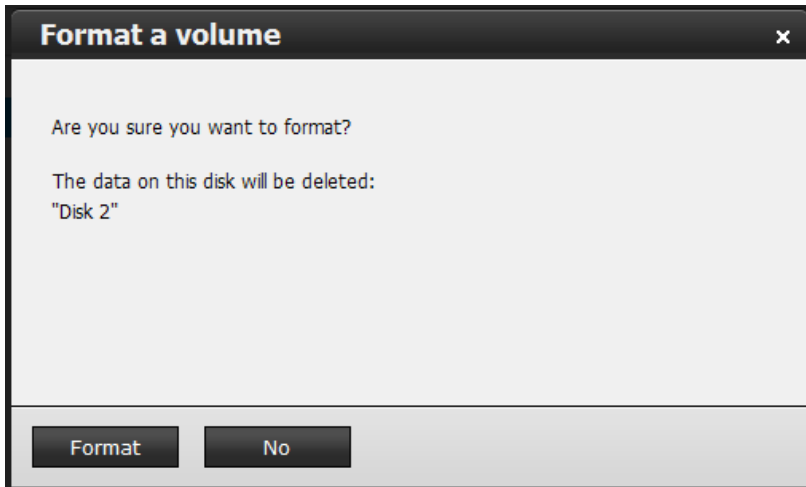 Format a volume
×
Are you sure you want to format?
The data on this disk will be deleted:
"Disk 2"
Format
No